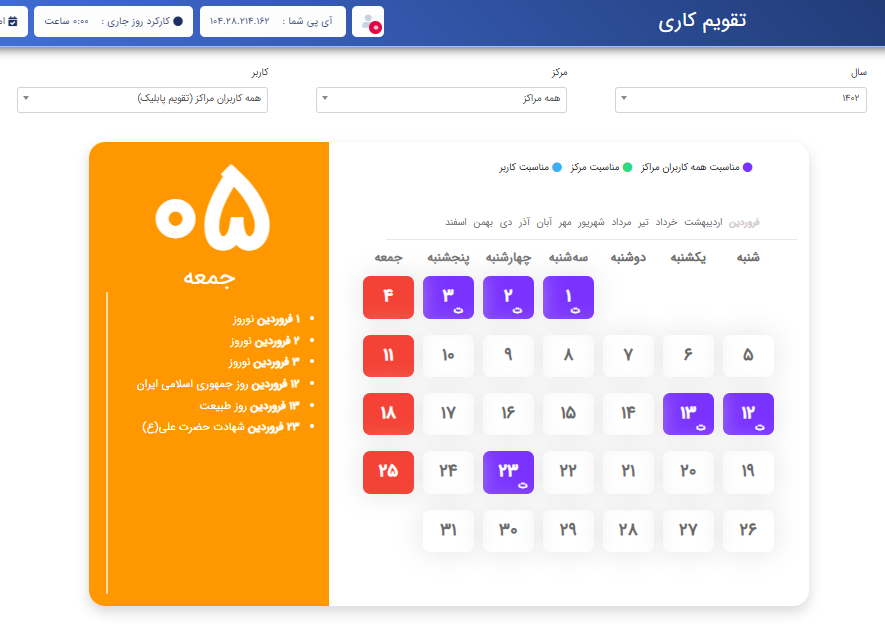 تقویم کاری
آی پی شما : ۱۰۴.۲۸.۲۱۴.۱۶۲
کارکرد روز جاری : ۰:۰۰ ساعت
سال
مرکز
کاربر
۱۴۰۲
همه مراکز
همه کاربران مراکز (تقویم پابلیک)
مناسبت همه کاربران مراکز مناسبت مرکز مناسبت کاربر
فروردین اردیبهشت خرداد تیر مرداد شهریور مهر آبان آذر دی بهمن اسفند
شنبه یکشنبه دوشنبه سه‌شنبه چهارشنبه پنجشنبه جمعه
۱ ت ۲ ت ۳ ت ۴
۵ ۶ ۷ ۸ ۹ ۱۰ ۱۱
۱۲ ت ۱۳ ت ۱۴ ۱۵ ۱۶ ۱۷ ۱۸
۱۹ ۲۰ ۲۱ ۲۲ ۲۳ ت ۲۴ ۲۵
۲۶ ۲۷ ۲۸ ۲۹ ۳۰ ۳۱
۰۵
جمعه
۱ فروردین نوروز
۲ فروردین نوروز
۳ فروردین نوروز
۱۲ فروردین روز جمهوری اسلامی ایران
۱۳ فروردین روز طبیعت
۲۳ فروردین شهادت حضرت علی(ع)